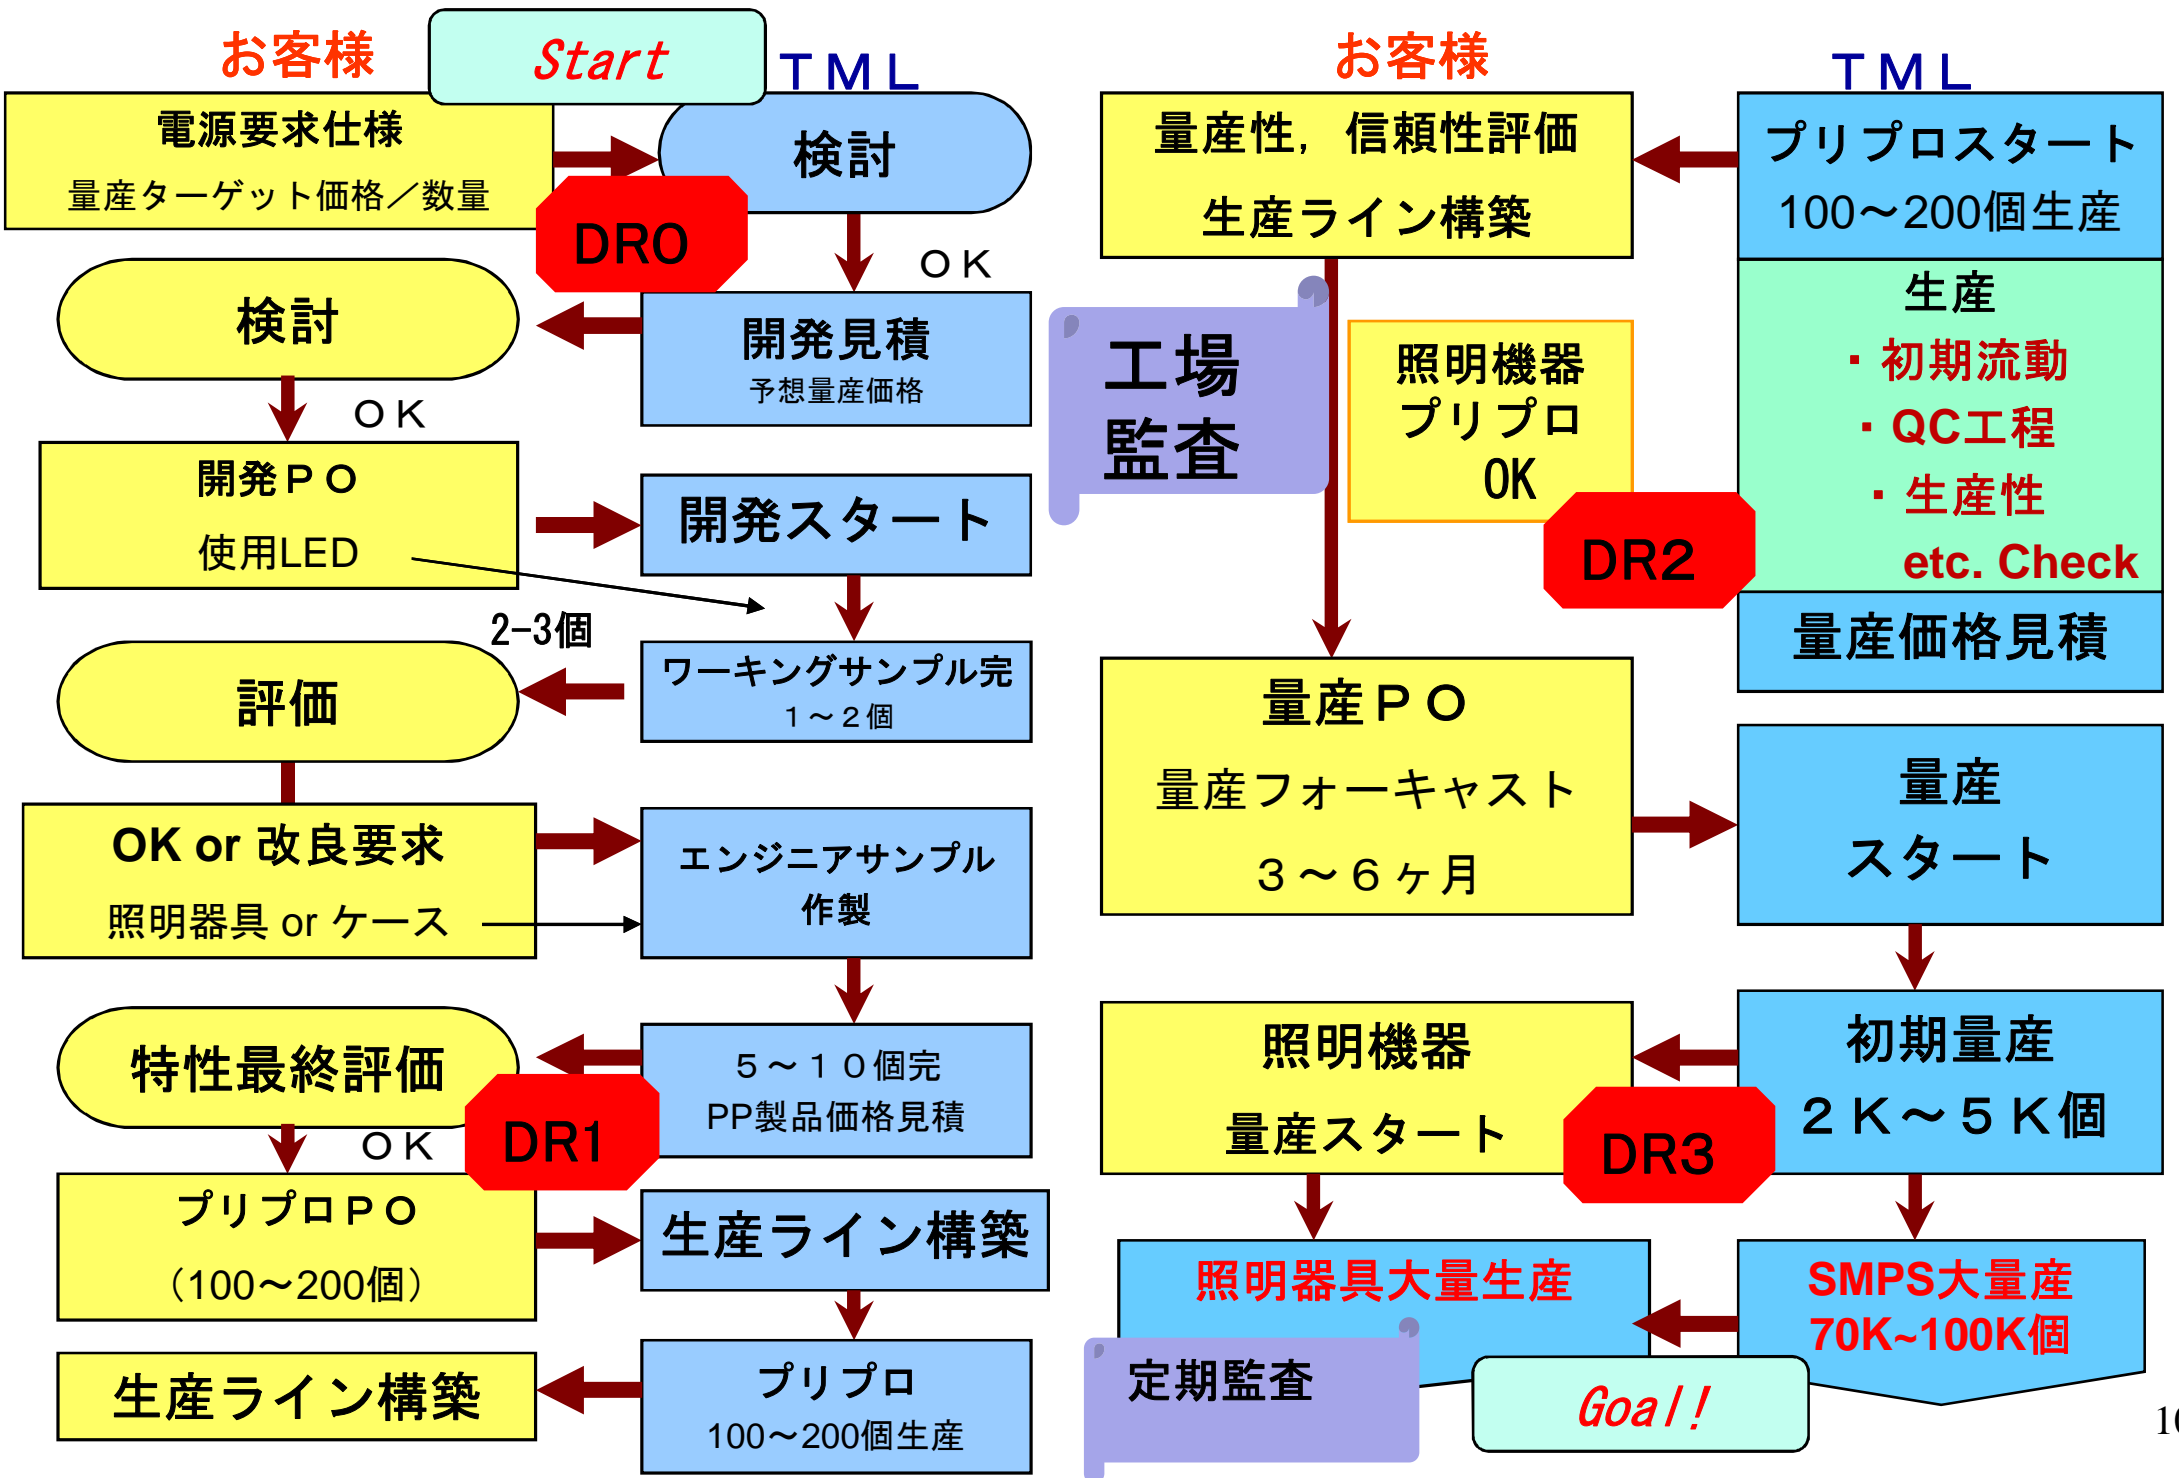 お客様
Start
ＴＭＬ
電源要求仕様
量産ターゲット価格／数量
検討
DR0
ＯＫ
検討
開発見積
予想量産価格
ＯＫ
開発ＰＯ
使用LED
開発スタート
2-3個
評価
ワーキングサンプル完
１～２個
OK or 改良要求
照明器具 or ケース
エンジニアサンプル
作製
特性最終評価
５～１０個完
PP製品価格見積
DR1
ＯＫ
プリプロＰＯ
（100～200個）
生産ライン構築
生産ライン構築
プリプロ
100～200個生産
お客様
ＴＭＬ
量産性，信頼性評価
生産ライン構築
プリプロスタート
100～200個生産
工場
監査
照明機器
プリプロ
OK
生産
・初期流動
・QC工程
・生産性
etc. Check
DR2
量産価格見積
量産ＰＯ
量産フォーキャスト
３～６ヶ月
量産
スタート
照明機器
量産スタート
初期量産
２Ｋ～５Ｋ個
DR3
照明器具大量生産
SMPS大量産
70K~100K個
定期監査
Goal!